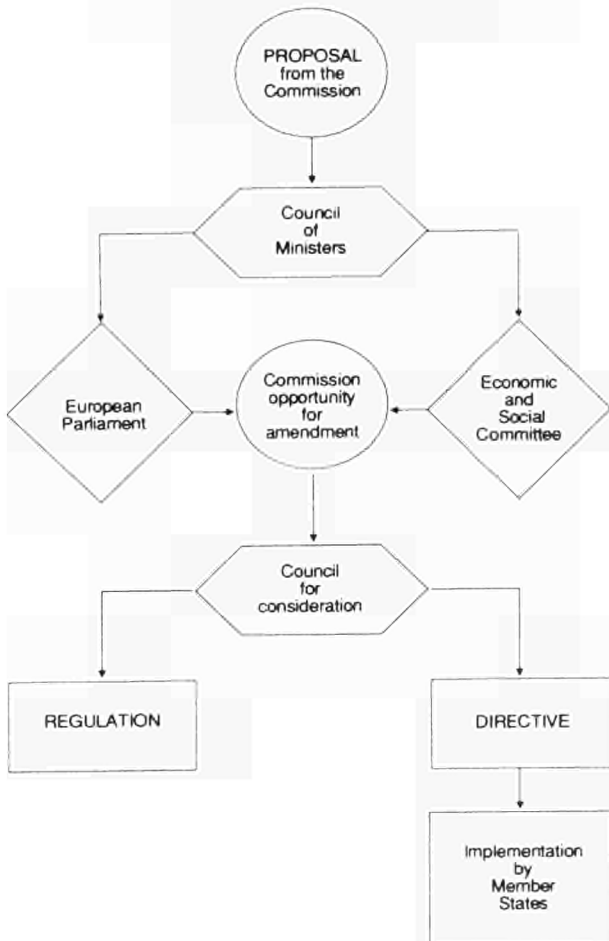 PROPOSAL
from the
Commission
Council
of
Ministers
European
Parliament
Commission
opportunity
for
amendment
Economic
and
Social
Committee
Council
for
consideration
REGULATION
DIRECTIVE
Implementation
by
Member
States